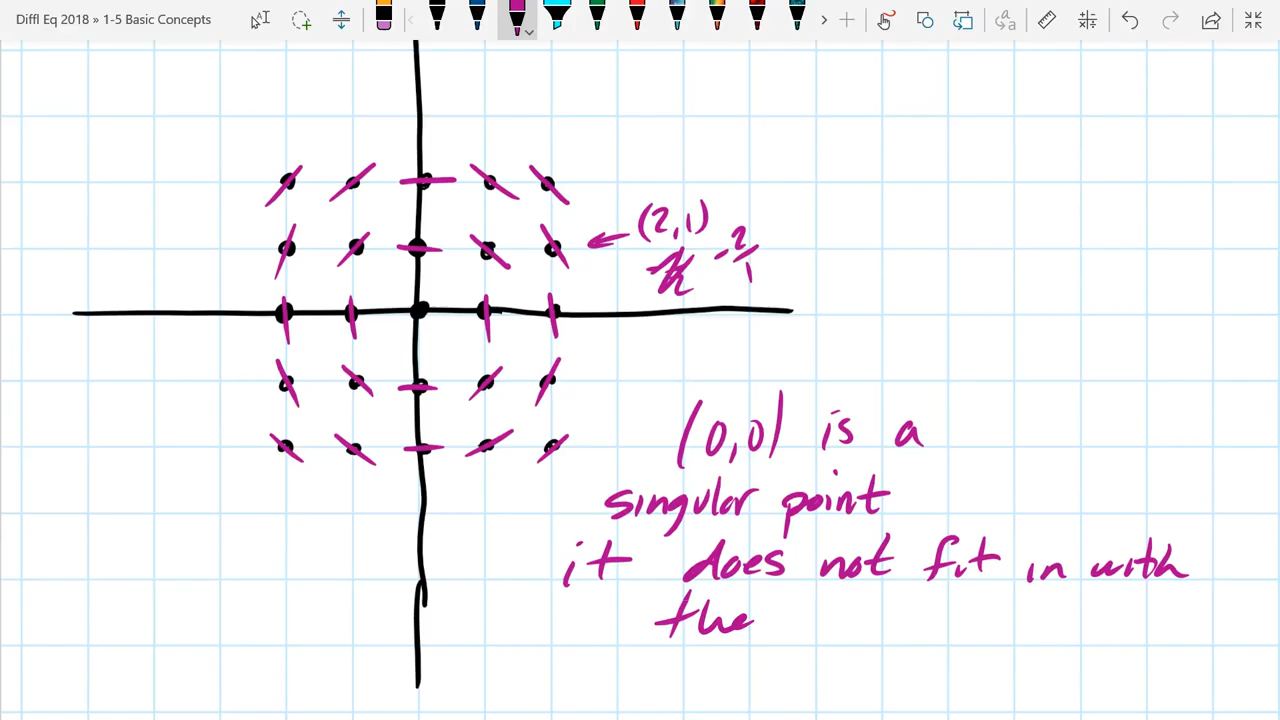 Diffl Eq 2018 » 1-5 Basic Concepts
(2,1)
-2/1
(0,0) is a
singular point
it does not fit in with
the